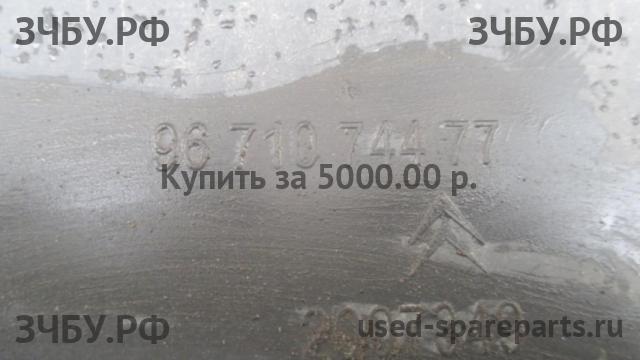 ЗЧБУ.РФ ЗЧБУ.РФ
96 710 744 77
Купить за 5000.00 р.
ЗЧБУ.РФ used-spareparts.ru